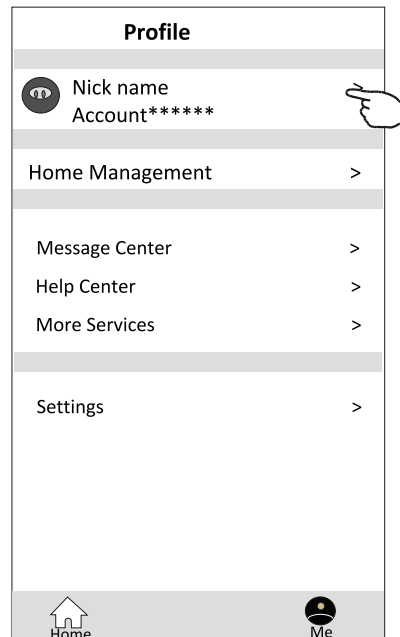 Profile
Nick name
Account******
Home Management >
Message Center >
Help Center >
More Services >
Settings >
Home Me